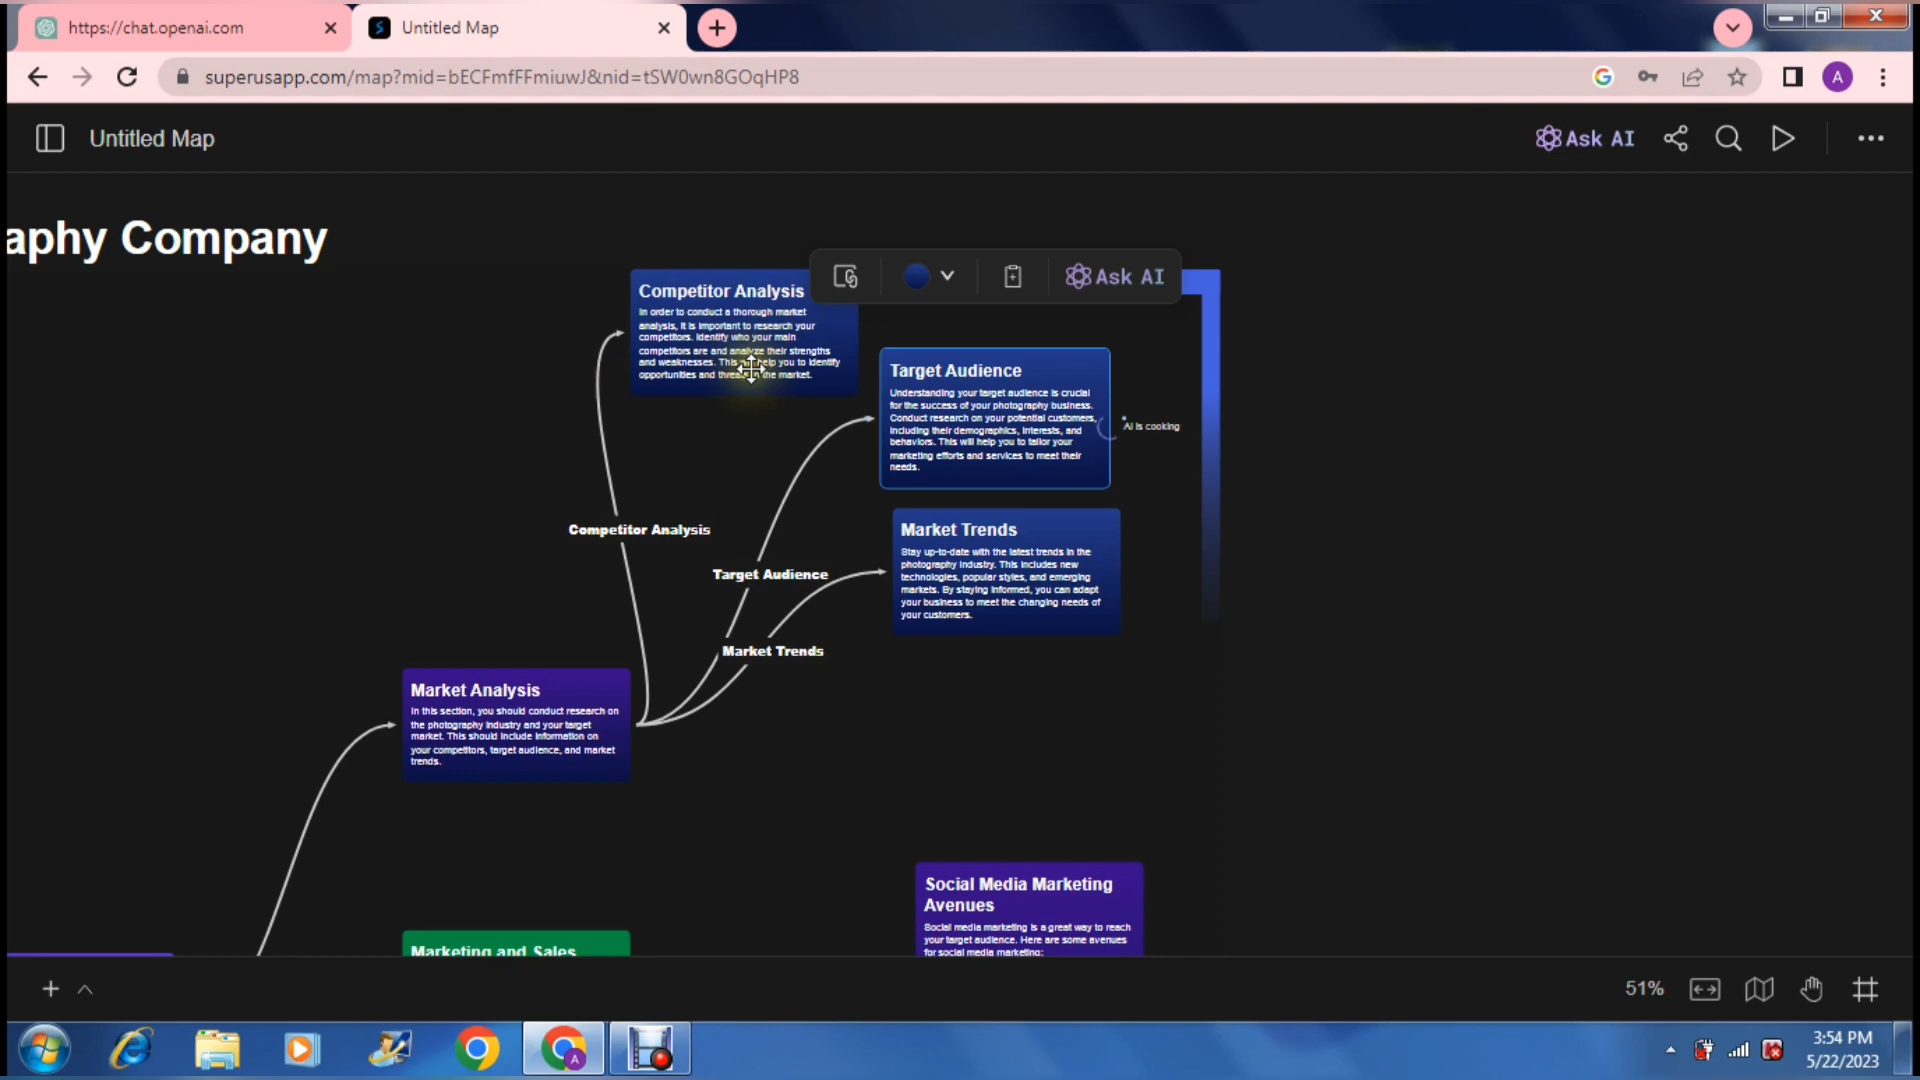 https://chat.openai.com
Untitled Map
superusapp.com/map?mid=bECFmfFFmiuwJ&nid=tSW0wn8GOqHP8
A
Untitled Map
Ask AI
aphy Company
Ask AI
Competitor Analysis
In order to conduct a thorough market
analysis, it is important to research your
competitors. Identify who your main
competitors are and analyze their strengths
and weaknesses. This help you to identify
opportunities and the market.
Target Audience
Understanding your target audience is crucial
for the success of your photography business.
Conduct research on your potential customers,
including their demographics, interests, and
behaviors. This will help you to tailor your
marketing efforts and services to meet their
needs.
AI is cooking
Market Trends
Stay up-to-date with the latest trends in the
photography industry. This includes new
technologies, popular styles, and emerging
markets. By staying informed, you can adapt
your business to meet the changing needs of
your customers.
Competitor Analysis
Target Audience
Market Trends
Market Analysis
In this section, you should conduct research on
the photography industry and your target
market. This should include information on
your competitors, target audience, and market
trends.
Social Media Marketing
Avenues
Social media marketing is a great way to reach
your target audience. Here are some avenues
for social media marketing:
Marketing and Sales
51%
A
3:54 PM
5/22/2023